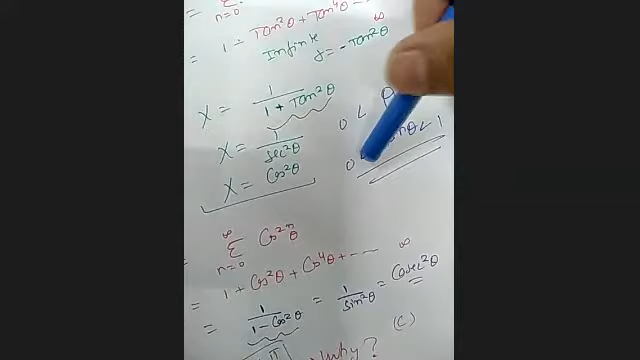 n=0
= 1 - Tan²θ + Tan⁴θ -
Infinite r = -Tan²θ ∞
X = 1 / 1 + Tan²θ
X = 1 / sec²θ
X = Cos²θ
0 <
0 < θ < 1
∞ Σ n=0 Cos²ⁿθ
= 1 + Cos²θ + Cos⁴θ + --- ∞
= 1 / 1 - Cos²θ = 1 / sin²θ = Cosec²θ
(C)
Why?